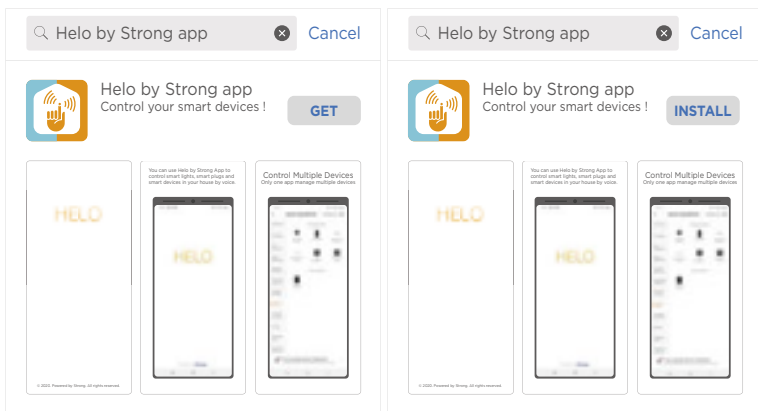 Helo by Strong app
Cancel
Helo by Strong app
Control your smart devices !
GET
HELO
© 2020. Powered by Strong. All rights reserved.
You can use Helo by Strong App to
control smart lights, smart plugs and
smart devices in your house by voice.
HELO
Control Multiple Devices
Only one app manage multiple devices
Helo by Strong app
Cancel
Helo by Strong app
Control your smart devices !
INSTALL
HELO
© 2020. Powered by Strong. All rights reserved.
You can use Helo by Strong App to
control smart lights, smart plugs and
smart devices in your house by voice.
HELO
Control Multiple Devices
Only one app manage multiple devices